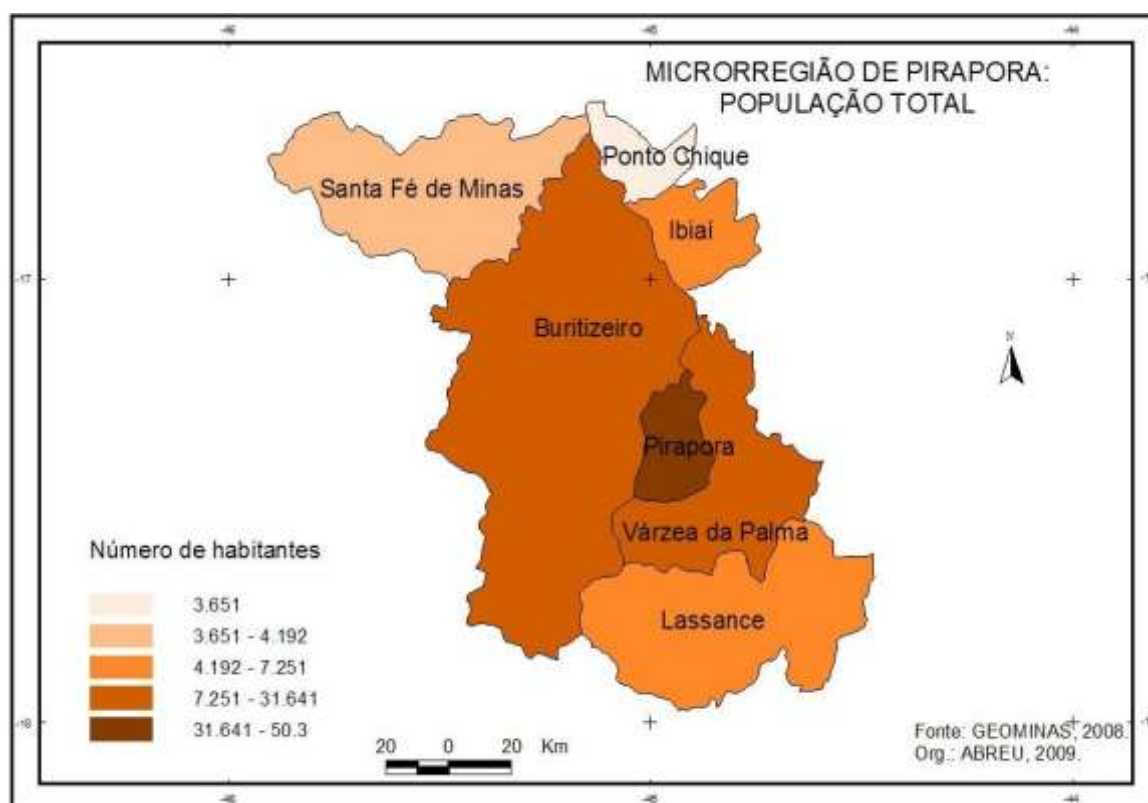 MICRORREGIÃO DE PIRAPORA:
POPULAÇÃO TOTAL
Ponto Chique
Santa Fé de Minas
Ibiaí
Buritizeiro
Pirapora
Várzea da Palma
Lassance
Número de habitantes
3.651
3.651 - 4.192
4.192 - 7.251
7.251 - 31.641
31.641 - 50.3
20 0 20 Km
Fonte: GEOMINAS, 2008.
Org.: ABREU, 2009.
-17
-18